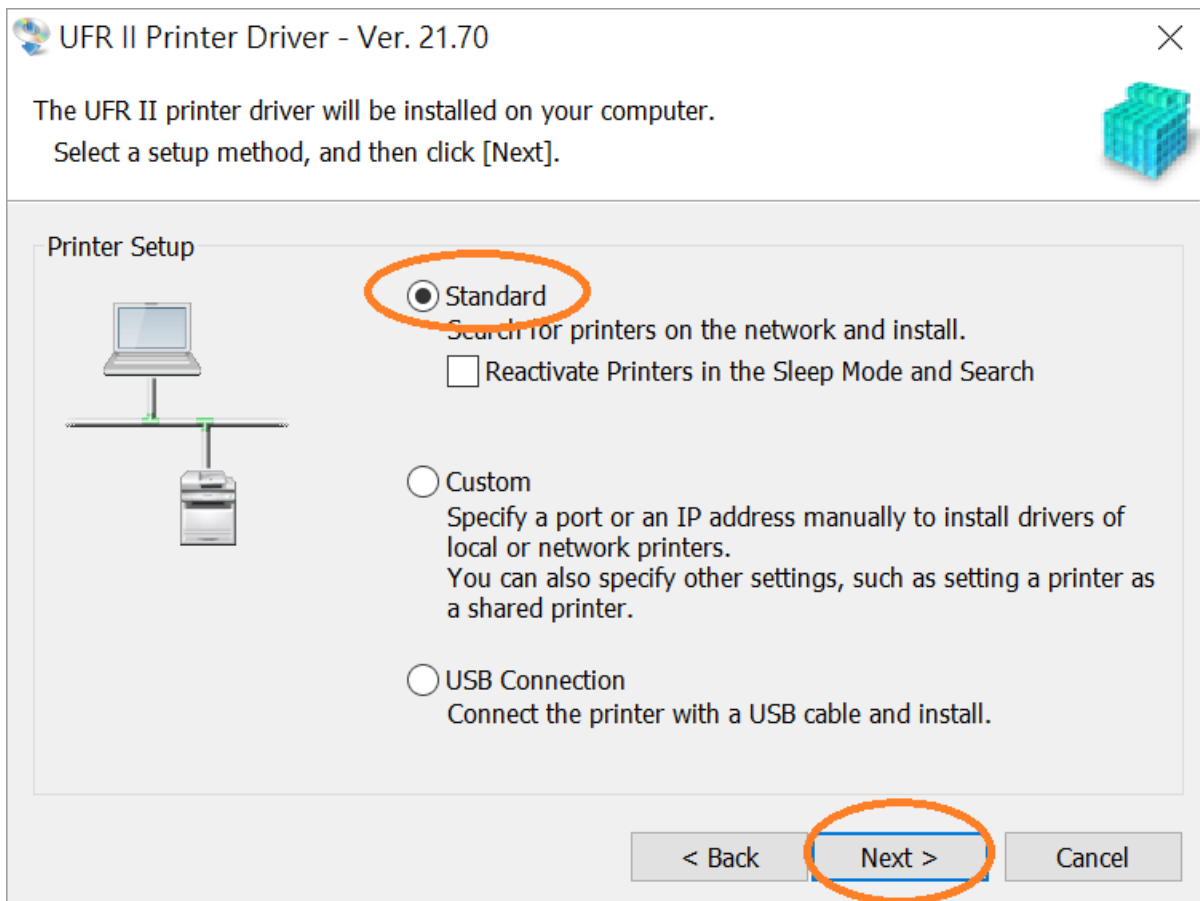 UFR II Printer Driver - Ver. 21.70
The UFR II printer driver will be installed on your computer.
Select a setup method, and then click [Next].
Printer Setup
Standard
Search for printers on the network and install.
Reactivate Printers in the Sleep Mode and Search
Custom
Specify a port or an IP address manually to install drivers of
local or network printers.
You can also specify other settings, such as setting a printer as
a shared printer.
USB Connection
Connect the printer with a USB cable and install.
< Back
Next >
Cancel